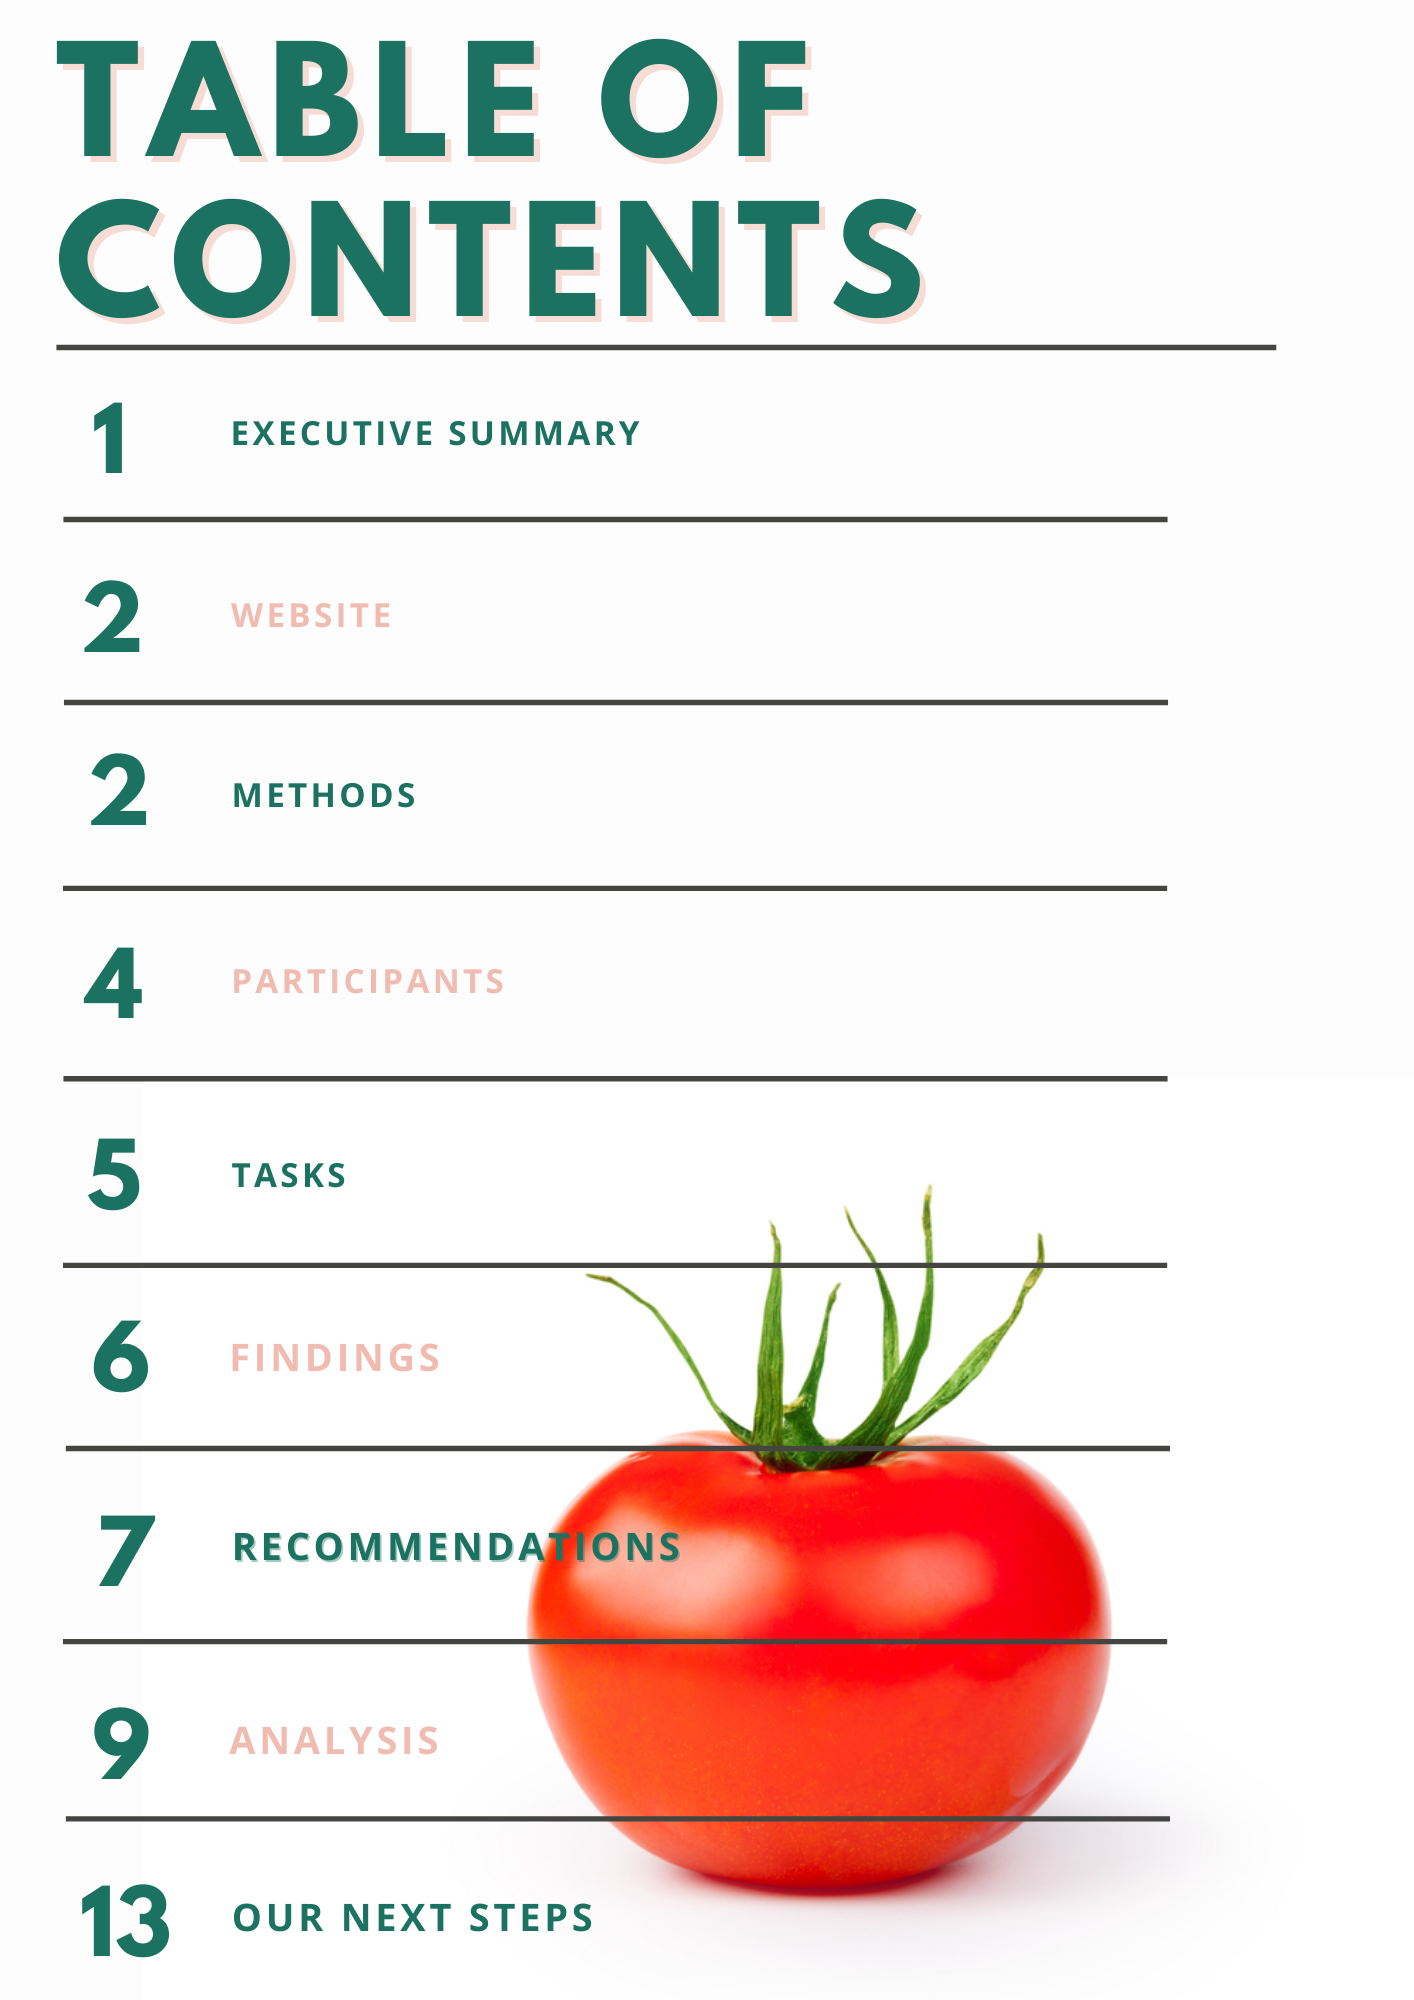 TABLE OF
CONTENTS
1 EXECUTIVE SUMMARY
2 WEBSITE
2 METHODS
4 PARTICIPANTS
5 TASKS
6 FINDINGS
7 RECOMMENDATIONS
9 ANALYSIS
13 OUR NEXT STEPS